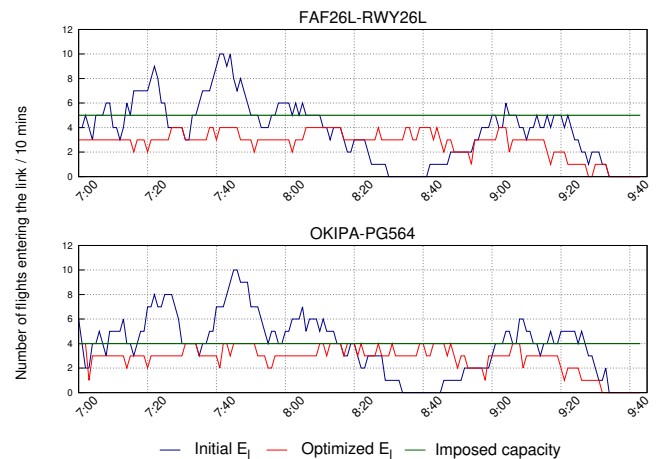 FAF26L-RWY26L
12
10
8
6
4
2
0
7:00 7:20 7:40 8:00 8:20 8:40 9:00 9:20 9:40
Number of flights entering the link / 10 mins
OKIPA-PG564
12
10
8
6
4
2
0
7:00 7:20 7:40 8:00 8:20 8:40 9:00 9:20 9:40
Initial E_l Optimized E_l Imposed capacity